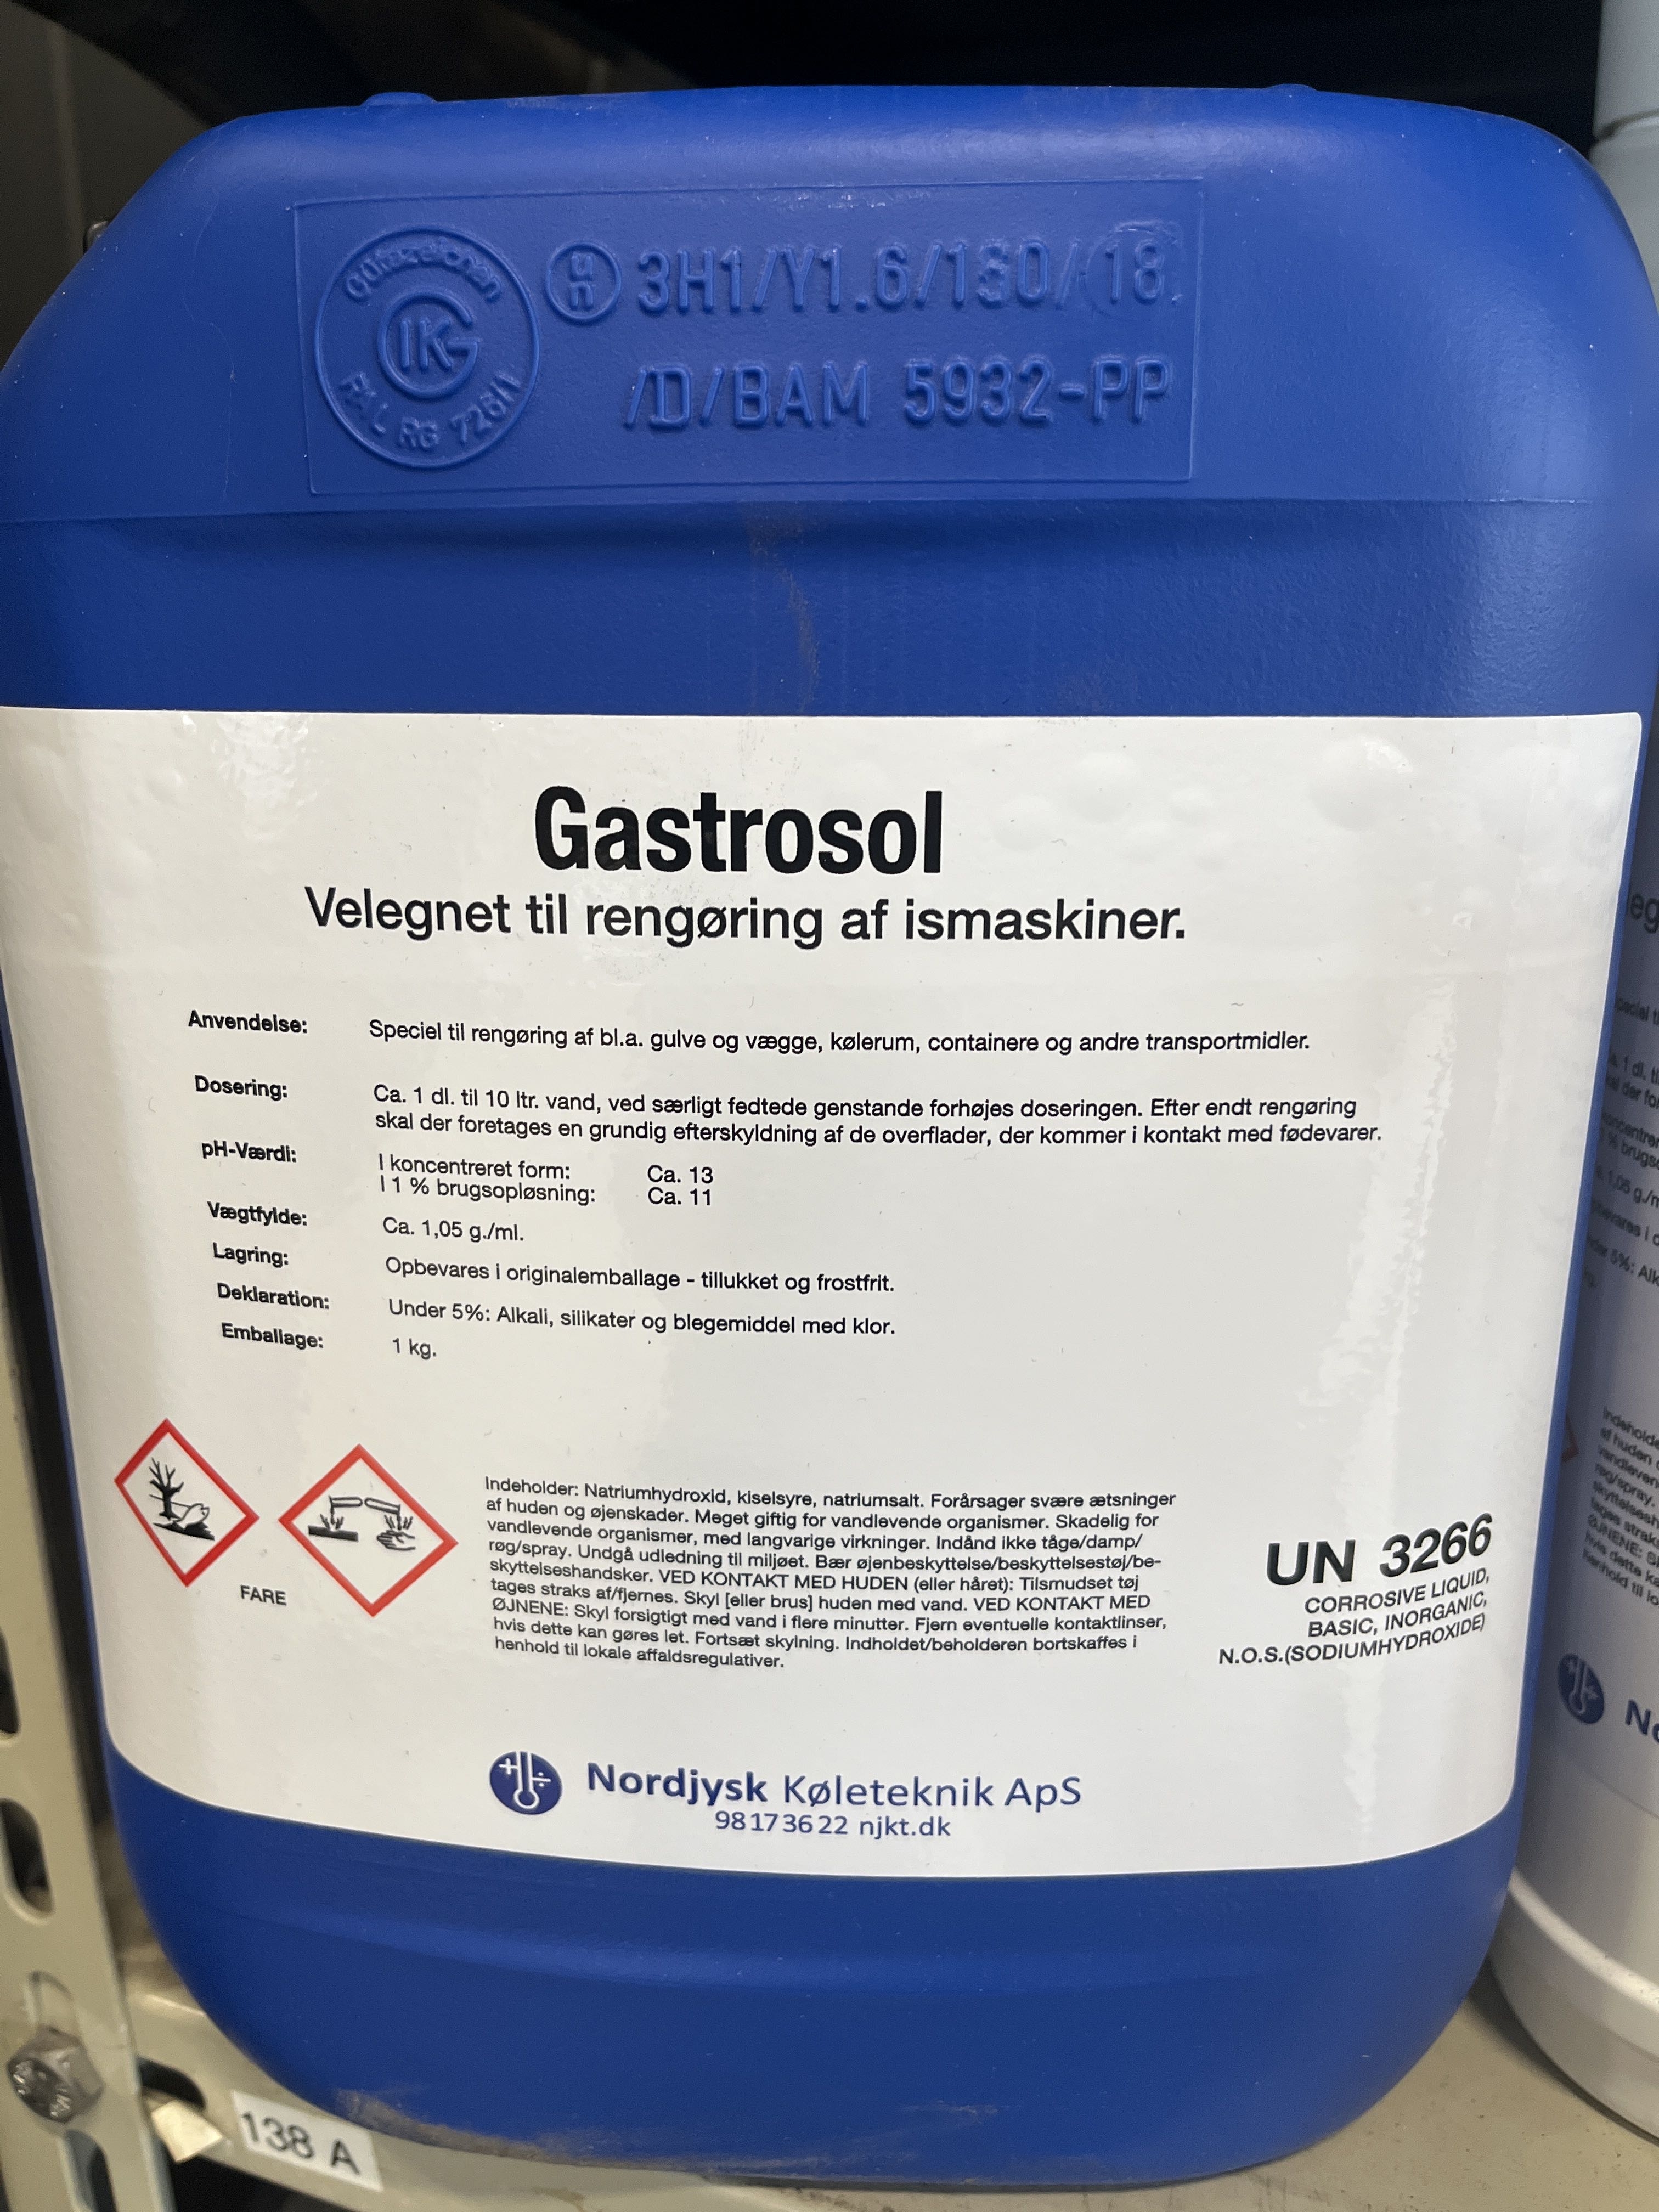 Gütezeichen
IKG
RAL RG 726/1
un 3H1/Y1.6/150/18
/D/BAM 5932-PP
Gastrosol
Velegnet til rengøring af ismaskiner.
Anvendelse: Speciel til rengøring af bl.a. gulve og vægge, kølerum, containere og andre transportmidler.
Dosering: Ca. 1 dl. til 10 ltr. vand, ved særligt fedtede genstande forhøjes doseringen. Efter endt rengøring
skal der foretages en grundig efterskyldning af de overflader, der kommer i kontakt med fødevarer.
pH-Værdi: I koncentreret form: Ca. 13
I 1 % brugsopløsning: Ca. 11
Vægtfylde: Ca. 1,05 g./ml.
Lagring: Opbevares i originalemballage - tillukket og frostfrit.
Deklaration: Under 5%: Alkali, silikater og blegemiddel med klor.
Emballage: 1 kg.
FARE
Indeholder: Natriumhydroxid, kiselsyre, natriumsalt. Forårsager svære ætsninger
af huden og øjenskader. Meget giftig for vandlevende organismer. Skadelig for
vandlevende organismer, med langvarige virkninger. Indånd ikke tåge/damp/
røg/spray. Undgå udledning til miljøet. Bær øjenbeskyttelse/beskyttelsestøj/be-
skyttelseshandsker. VED KONTAKT MED HUDEN (eller håret): Tilsmudset tøj
tages straks af/fjernes. Skyl [eller brus] huden med vand. VED KONTAKT MED
ØJNENE: Skyl forsigtigt med vand i flere minutter. Fjern eventuelle kontaktlinser,
hvis dette kan gøres let. Fortsæt skylning. Indholdet/beholderen bortskaffes i
henhold til lokale affaldsregulativer.
UN 3266
CORROSIVE LIQUID,
BASIC, INORGANIC,
N.O.S.(SODIUMHYDROXIDE)
Nordjysk Køleteknik ApS
98 17 36 22 njkt.dk
138 A